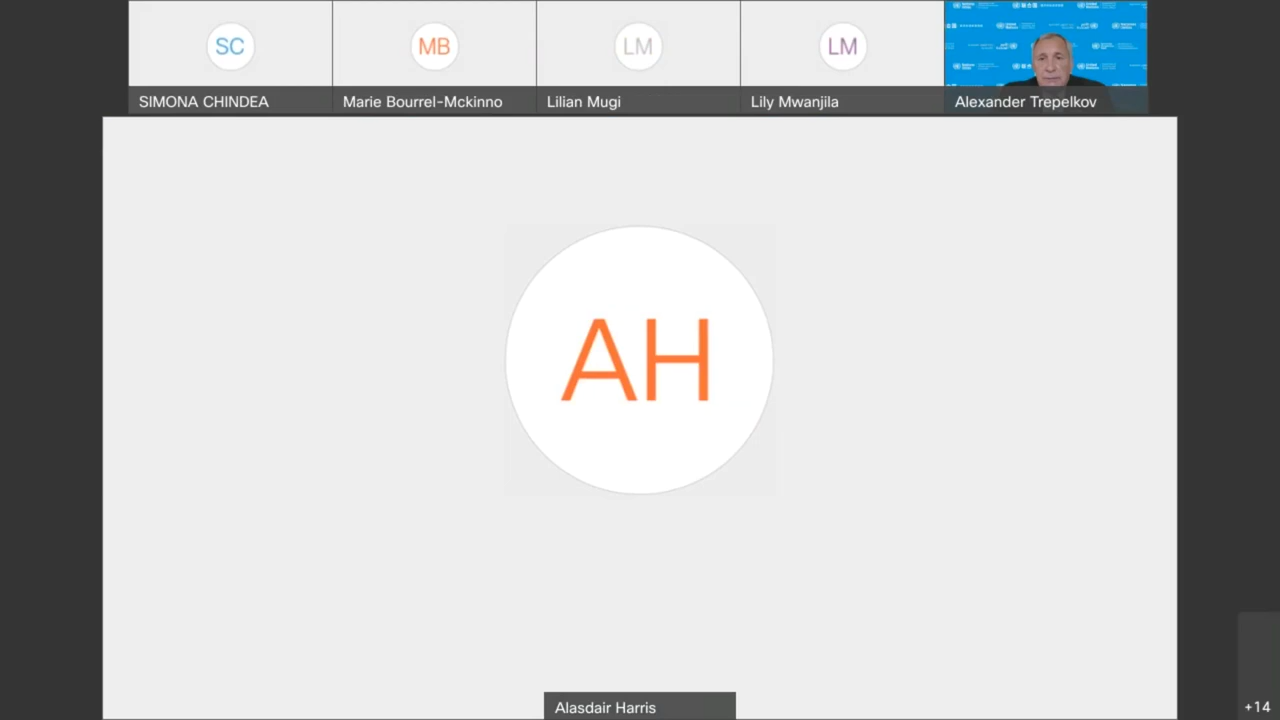 SC
MB
LM
LM
SIMONA CHINDEA
Marie Bourrel-Mckinno
Lilian Mugi
Lily Mwanjila
Alexander Trepelkov
AH
Alasdair Harris
+14